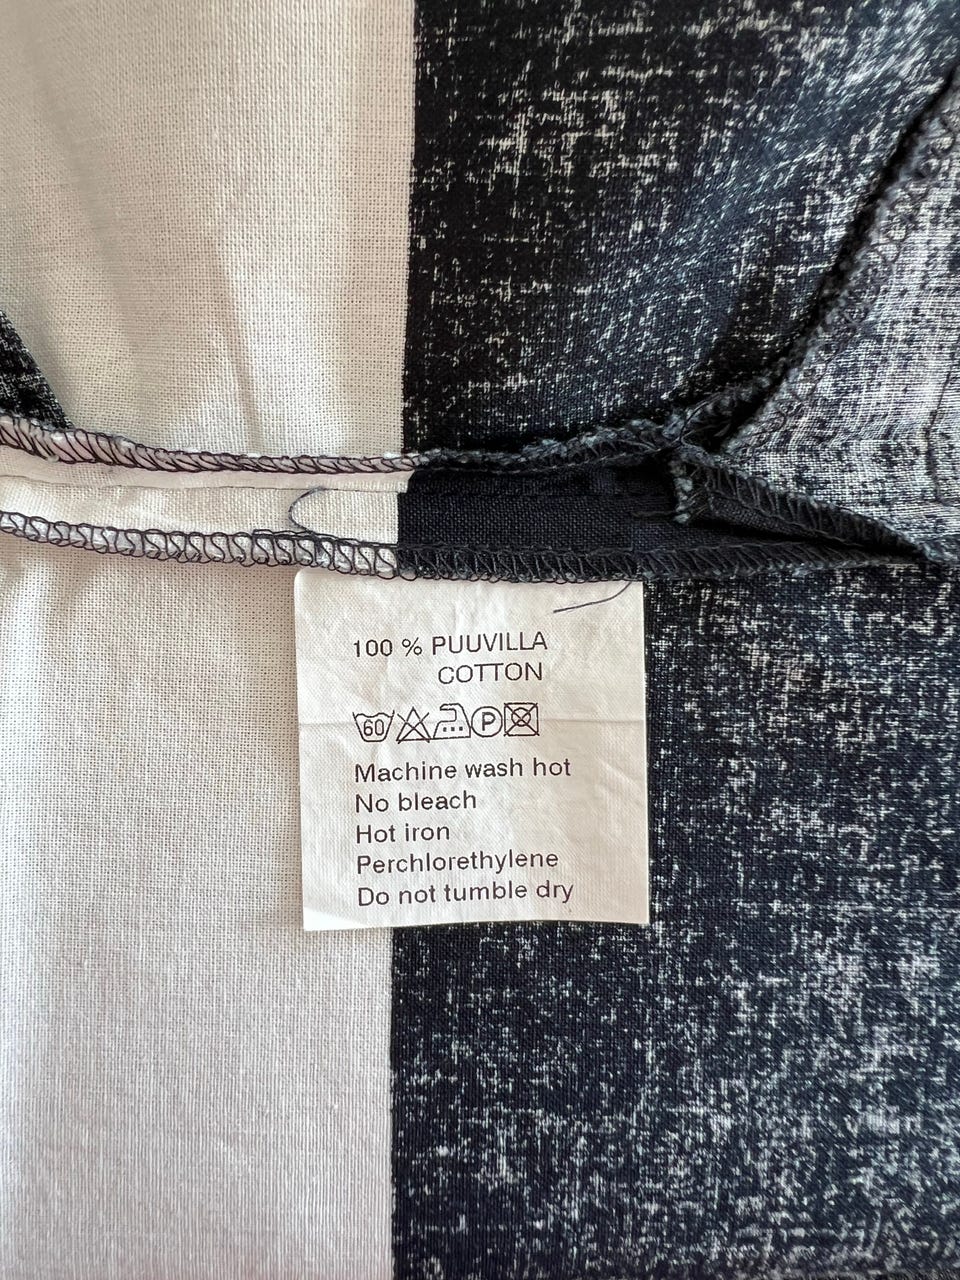 100 % PUUVILLA
COTTON
60 P
Machine wash hot
No bleach
Hot iron
Perchlorethylene
Do not tumble dry